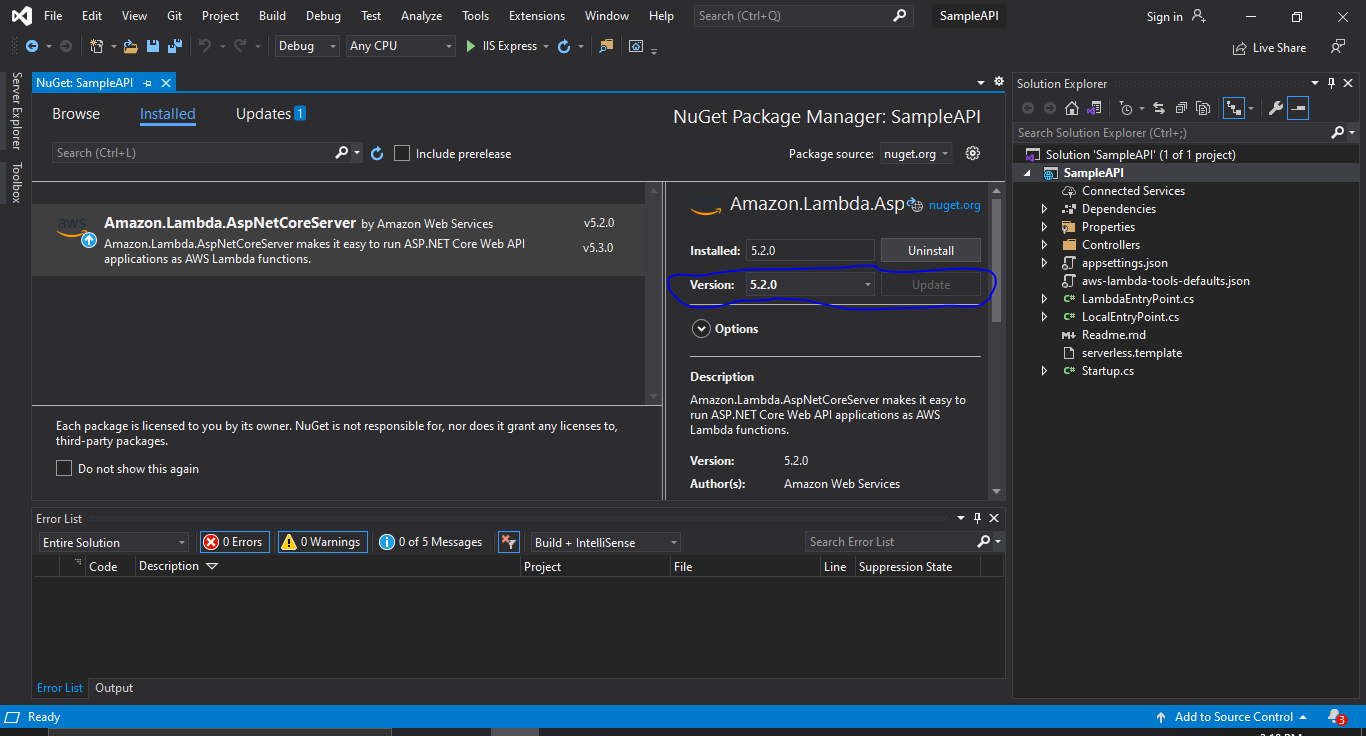 File Edit View Git Project Build Debug Test Analyze Tools Extensions Window Help Search (Ctrl+Q) SampleAPI Sign in
Debug Any CPU IIS Express Live Share
Server Explorer
Toolbox
NuGet: SampleAPI
Browse Installed Updates 1
NuGet Package Manager: SampleAPI
Search (Ctrl+L) Include prerelease
Package source: nuget.org
aws
Amazon.Lambda.AspNetCoreServer by Amazon Web Services v5.2.0
Amazon.Lambda.AspNetCoreServer makes it easy to run ASP.NET Core Web API v5.3.0
applications as AWS Lambda functions.
Each package is licensed to you by its owner. NuGet is not responsible for, nor does it grant any licenses to,
third-party packages.
Do not show this again
Amazon.Lambda.Asp nuget.org
Installed: 5.2.0 Uninstall
Version: 5.2.0 Update
Options
Description
Amazon.Lambda.AspNetCoreServer makes it easy to
run ASP.NET Core Web API applications as AWS
Lambda functions.
Version: 5.2.0
Author(s): Amazon Web Services
Solution Explorer
Search Solution Explorer (Ctrl+;)
Solution 'SampleAPI' (1 of 1 project)
SampleAPI
Connected Services
Dependencies
Properties
Controllers
appsettings.json
aws-lambda-tools-defaults.json
LambdaEntryPoint.cs
LocalEntryPoint.cs
Readme.md
serverless.template
Startup.cs
Error List
Entire Solution 0 Errors 0 Warnings 0 of 5 Messages Build + IntelliSense Search Error List
Code Description Project File Line Suppression State
Error List Output
Ready Add to Source Control 3